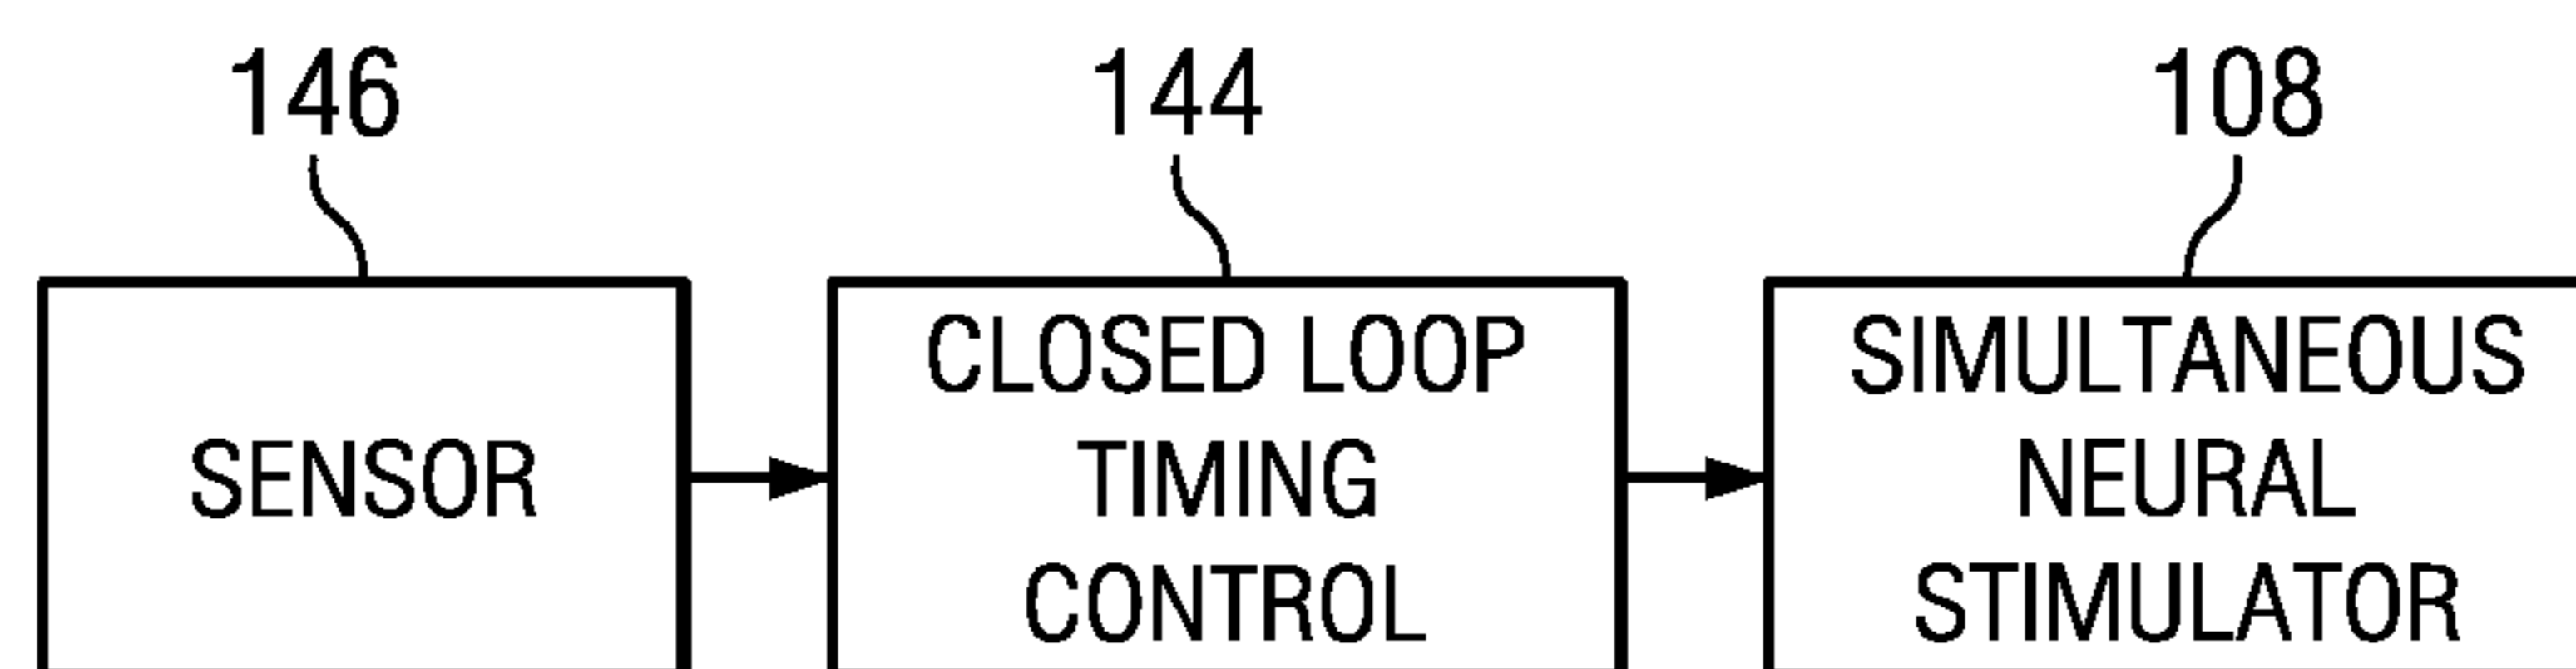 146
144
108
SENSOR
CLOSED LOOP
TIMING
CONTROL
SIMULTANEOUS
NEURAL
STIMULATOR